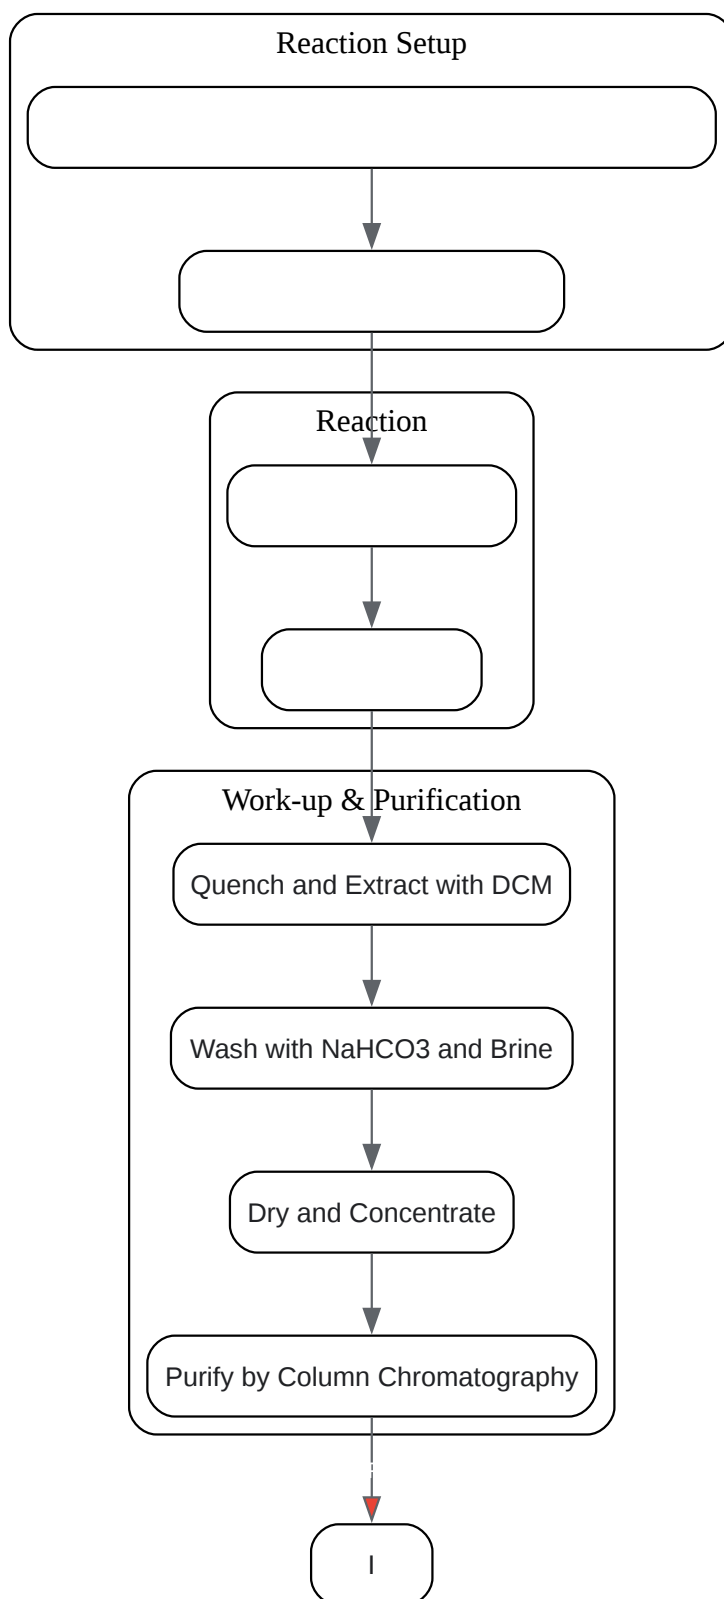 Reaction Setup
Reaction
Work-up & Purification
Quench and Extract with DCM
Wash with NaHCO3 and Brine
Dry and Concentrate
Purify by Column Chromatography
I